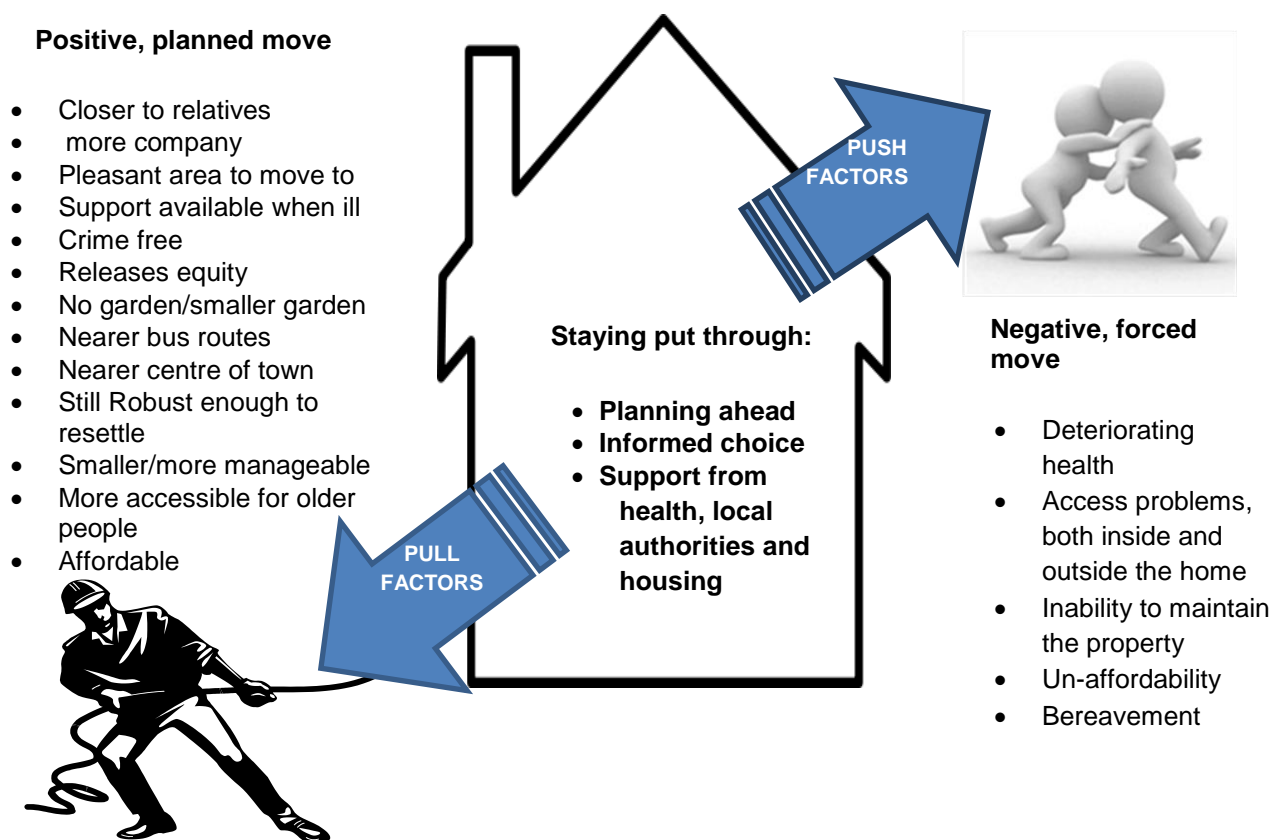 Positive, planned move
• Closer to relatives
• more company
• Pleasant area to move to
• Support available when ill
• Crime free
• Releases equity
• No garden/smaller garden
• Nearer bus routes
• Nearer centre of town
• Still Robust enough to
resettle
• Smaller/more manageable
• More accessible for older
people
• Affordable
PULL
FACTORS
Staying put through:
• Planning ahead
• Informed choice
• Support from
health, local
authorities and
housing
PUSH
FACTORS
Negative, forced
move
• Deteriorating
health
• Access problems,
both inside and
outside the home
• Inability to maintain
the property
• Un-affordability
• Bereavement